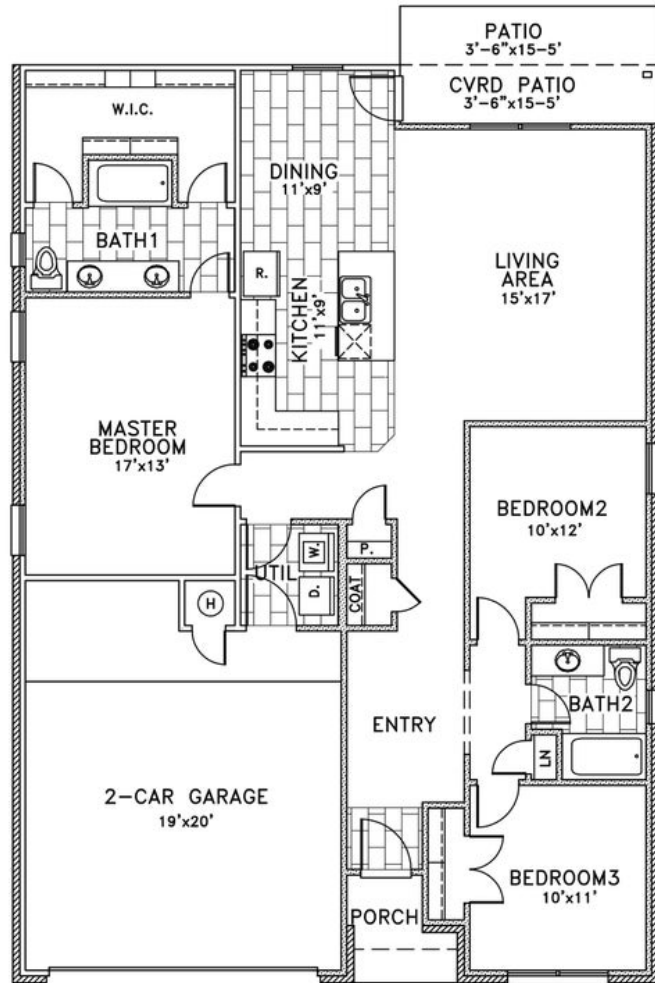 PATIO
3'-6"x15-5'
CVRD PATIO
3'-6"x15-5'
W.I.C.
DINING
11'x9'
BATH1
LIVING
AREA
15'x17'
R.
KITCHEN
11'x9'
MASTER
BEDROOM
17'x13'
BEDROOM2
10'x12'
W.
P.
UTIL
D.
COAT
H
BATH2
ENTRY
LN
2-CAR GARAGE
19'x20'
BEDROOM3
10'x11'
PORCH